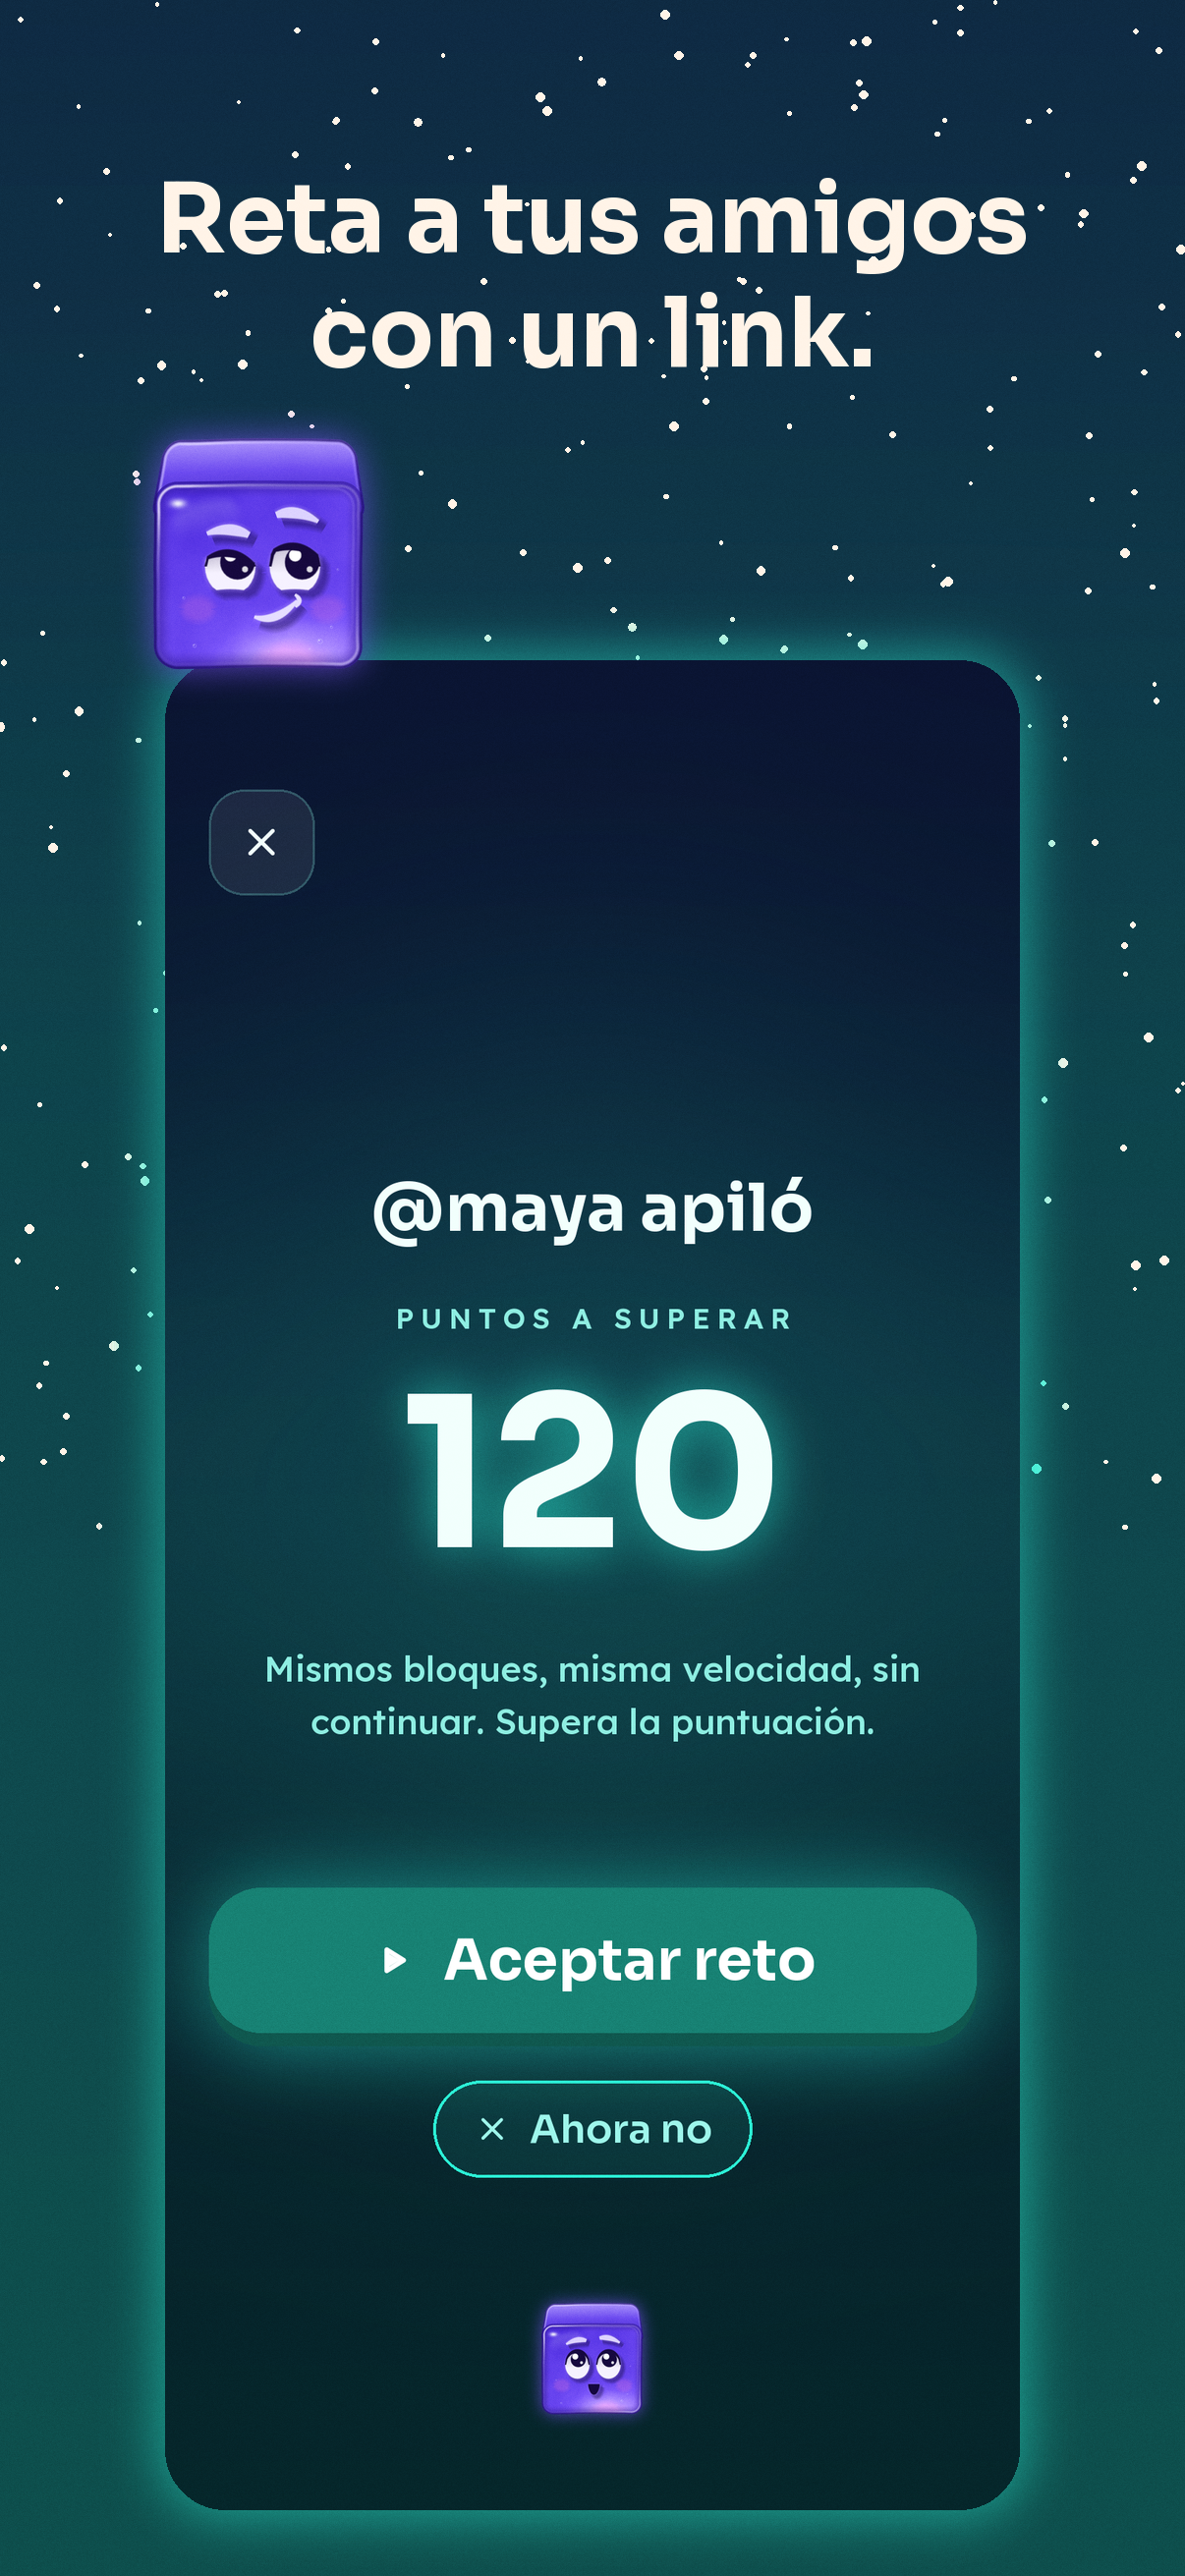 Reta a tus amigos
con un link.
@maya apiló
PUNTOS A SUPERAR
120
Mismos bloques, misma velocidad, sin
continuar. Supera la puntuación.
Aceptar reto
Ahora no